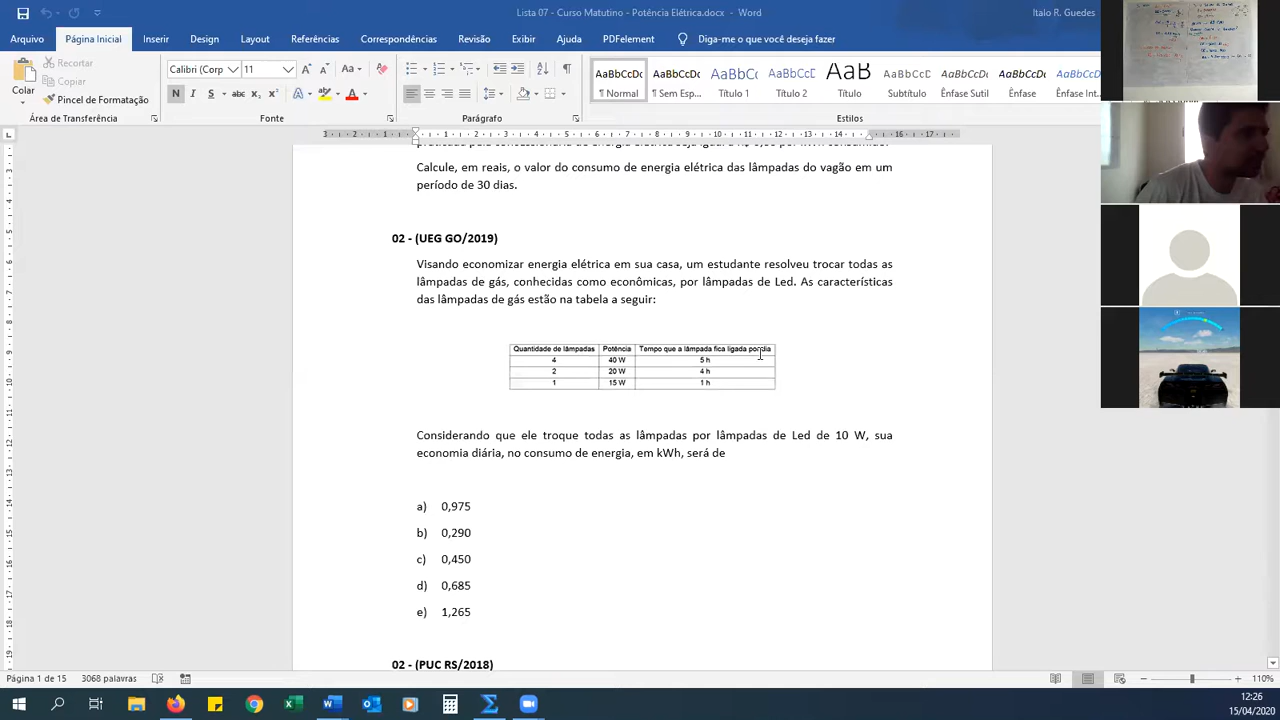 Lista 07 - Curso Matutino - Potência Elétrica.docx - Word
Italo R. Guedes
Arquivo
Página Inicial
Inserir
Design
Layout
Referências
Correspondências
Revisão
Exibir
Ajuda
PDFelement
Diga-me o que você deseja fazer
Colar
Recortar
Copiar
Pincel de Formatação
Área de Transferência
Calibri (Corp
11
Fonte
Parágrafo
AaBbCcDc
¶ Normal
AaBbCcDc
¶ Sem Esp...
AaBbCc
Título 1
AaBbCcD
Título 2
AaB
Título
AaBbCcD
Subtítulo
AaBbCcDc
Ênfase Sutil
AaBbCcDc
Ênfase
AaBbCcDc
Ênfase Int...
Estilos
Calcule, em reais, o valor do consumo de energia elétrica das lâmpadas do vagão em um
período de 30 dias.
02 - (UEG GO/2019)
Visando economizar energia elétrica em sua casa, um estudante resolveu trocar todas as
lâmpadas de gás, conhecidas como econômicas, por lâmpadas de Led. As características
das lâmpadas de gás estão na tabela a seguir:
Quantidade de lâmpadas Potência Tempo que a lâmpada fica ligada por dia
4 40 W 5 h
2 20 W 4 h
1 15 W 1 h
Considerando que ele troque todas as lâmpadas por lâmpadas de Led de 10 W, sua
economia diária, no consumo de energia, em kWh, será de
a) 0,975
b) 0,290
c) 0,450
d) 0,685
e) 1,265
02 - (PUC RS/2018)
Página 1 de 15
3068 palavras
110%
12:26
15/04/2020